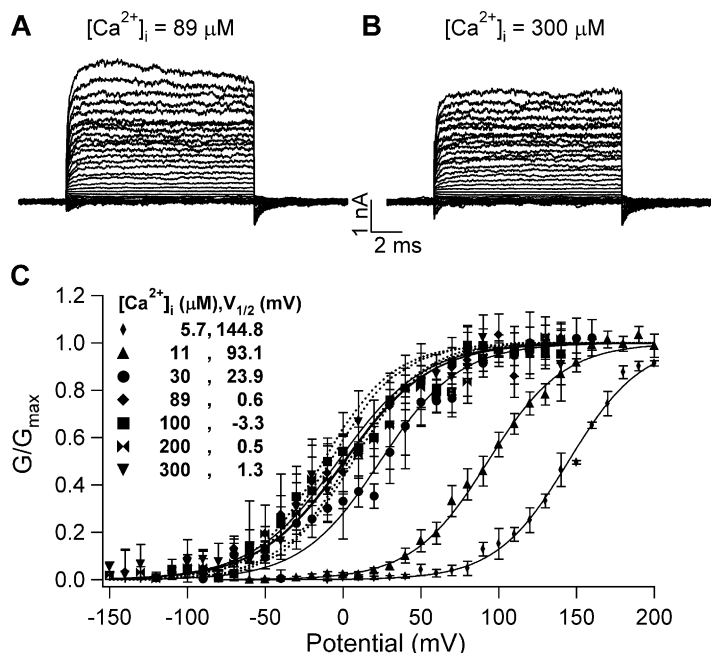 A [Ca²⁺]ᵢ = 89 µM
B [Ca²⁺]ᵢ = 300 µM
1 nA
2 ms
C
[Ca²⁺]ᵢ (µM),V₁/₂ (mV)
5.7, 144.8
11 , 93.1
30 , 23.9
89 , 0.6
100 , -3.3
200 , 0.5
300 , 1.3
G/Gmax
1.2
1.0
0.8
0.6
0.4
0.2
0.0
-150 -100 -50 0 50 100 150 200
Potential (mV)